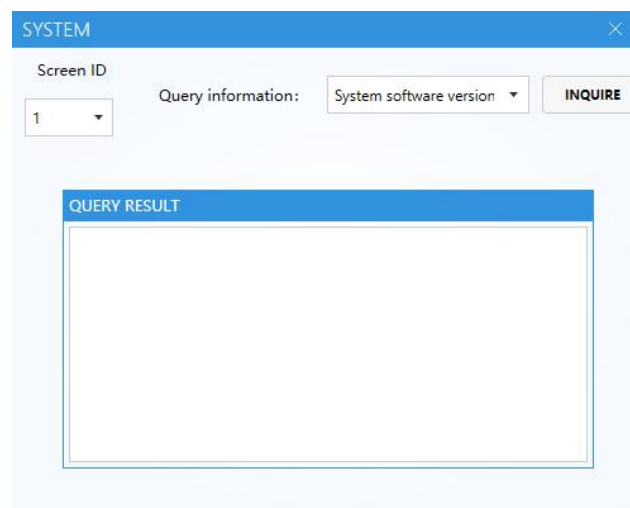 SYSTEM
Screen ID
1
Query information:
System software version
INQUIRE
QUERY RESULT